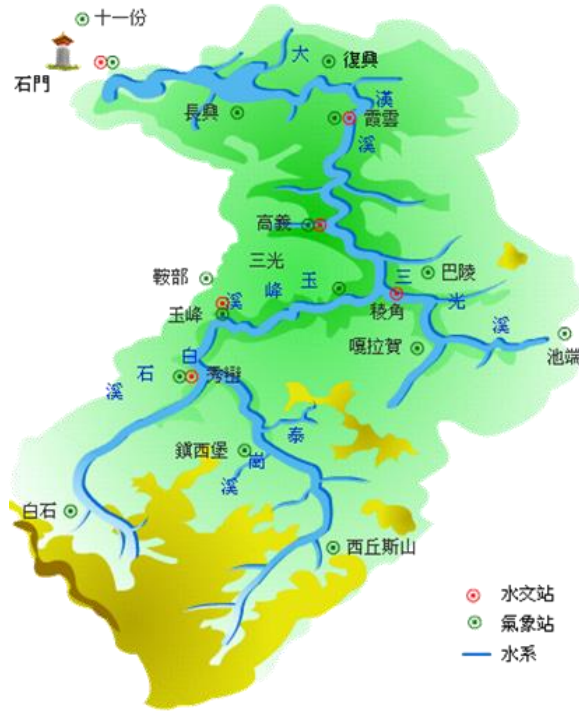 十一份
石門
大漢溪
復興
長興
霞雲
高義
三光
鞍部
玉峰溪
三光溪
巴陵
玉峰
稜角
嘎拉賀
池端
白石溪
秀巒
泰崗溪
鎮西堡
白石
西丘斯山
水文站
氣象站
水系